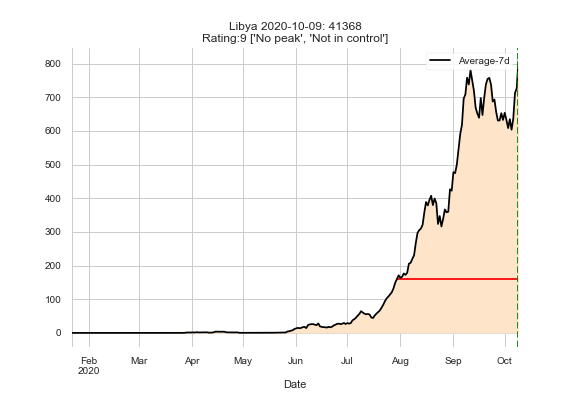 Libya 2020-10-09: 41368
Rating:9 ['No peak', 'Not in control']
Average-7d
800
700
600
500
400
300
200
100
0
Feb Mar Apr May Jun Jul Aug Sep Oct
2020
Date